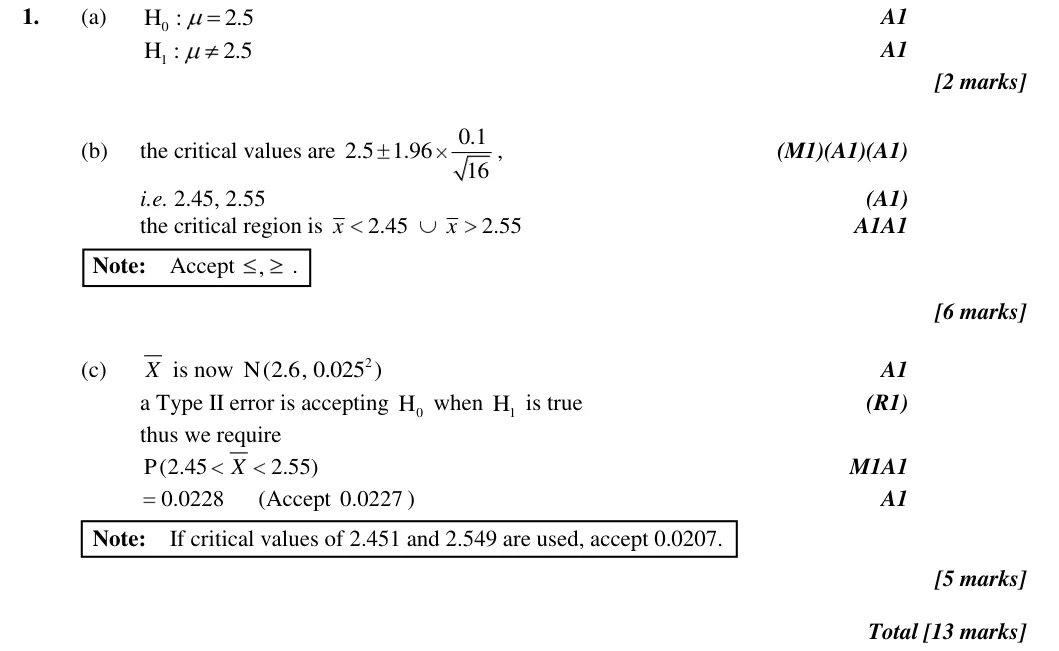 1. (a) H₀ : μ = 2.5 A1
H₁ : μ ≠ 2.5 A1
[2 marks]
(b) the critical values are 2.5 ± 1.96 × 0.1/√16 , (M1)(A1)(A1)
i.e. 2.45, 2.55 (A1)
the critical region is x̄ < 2.45 ∪ x̄ > 2.55 A1A1
Note: Accept ≤, ≥ .
[6 marks]
(c) X̄ is now N(2.6, 0.025²) A1
a Type II error is accepting H₀ when H₁ is true (R1)
thus we require
P(2.45 < X̄ < 2.55) M1A1
= 0.0228 (Accept 0.0227 ) A1
Note: If critical values of 2.451 and 2.549 are used, accept 0.0207.
[5 marks]
Total [13 marks]